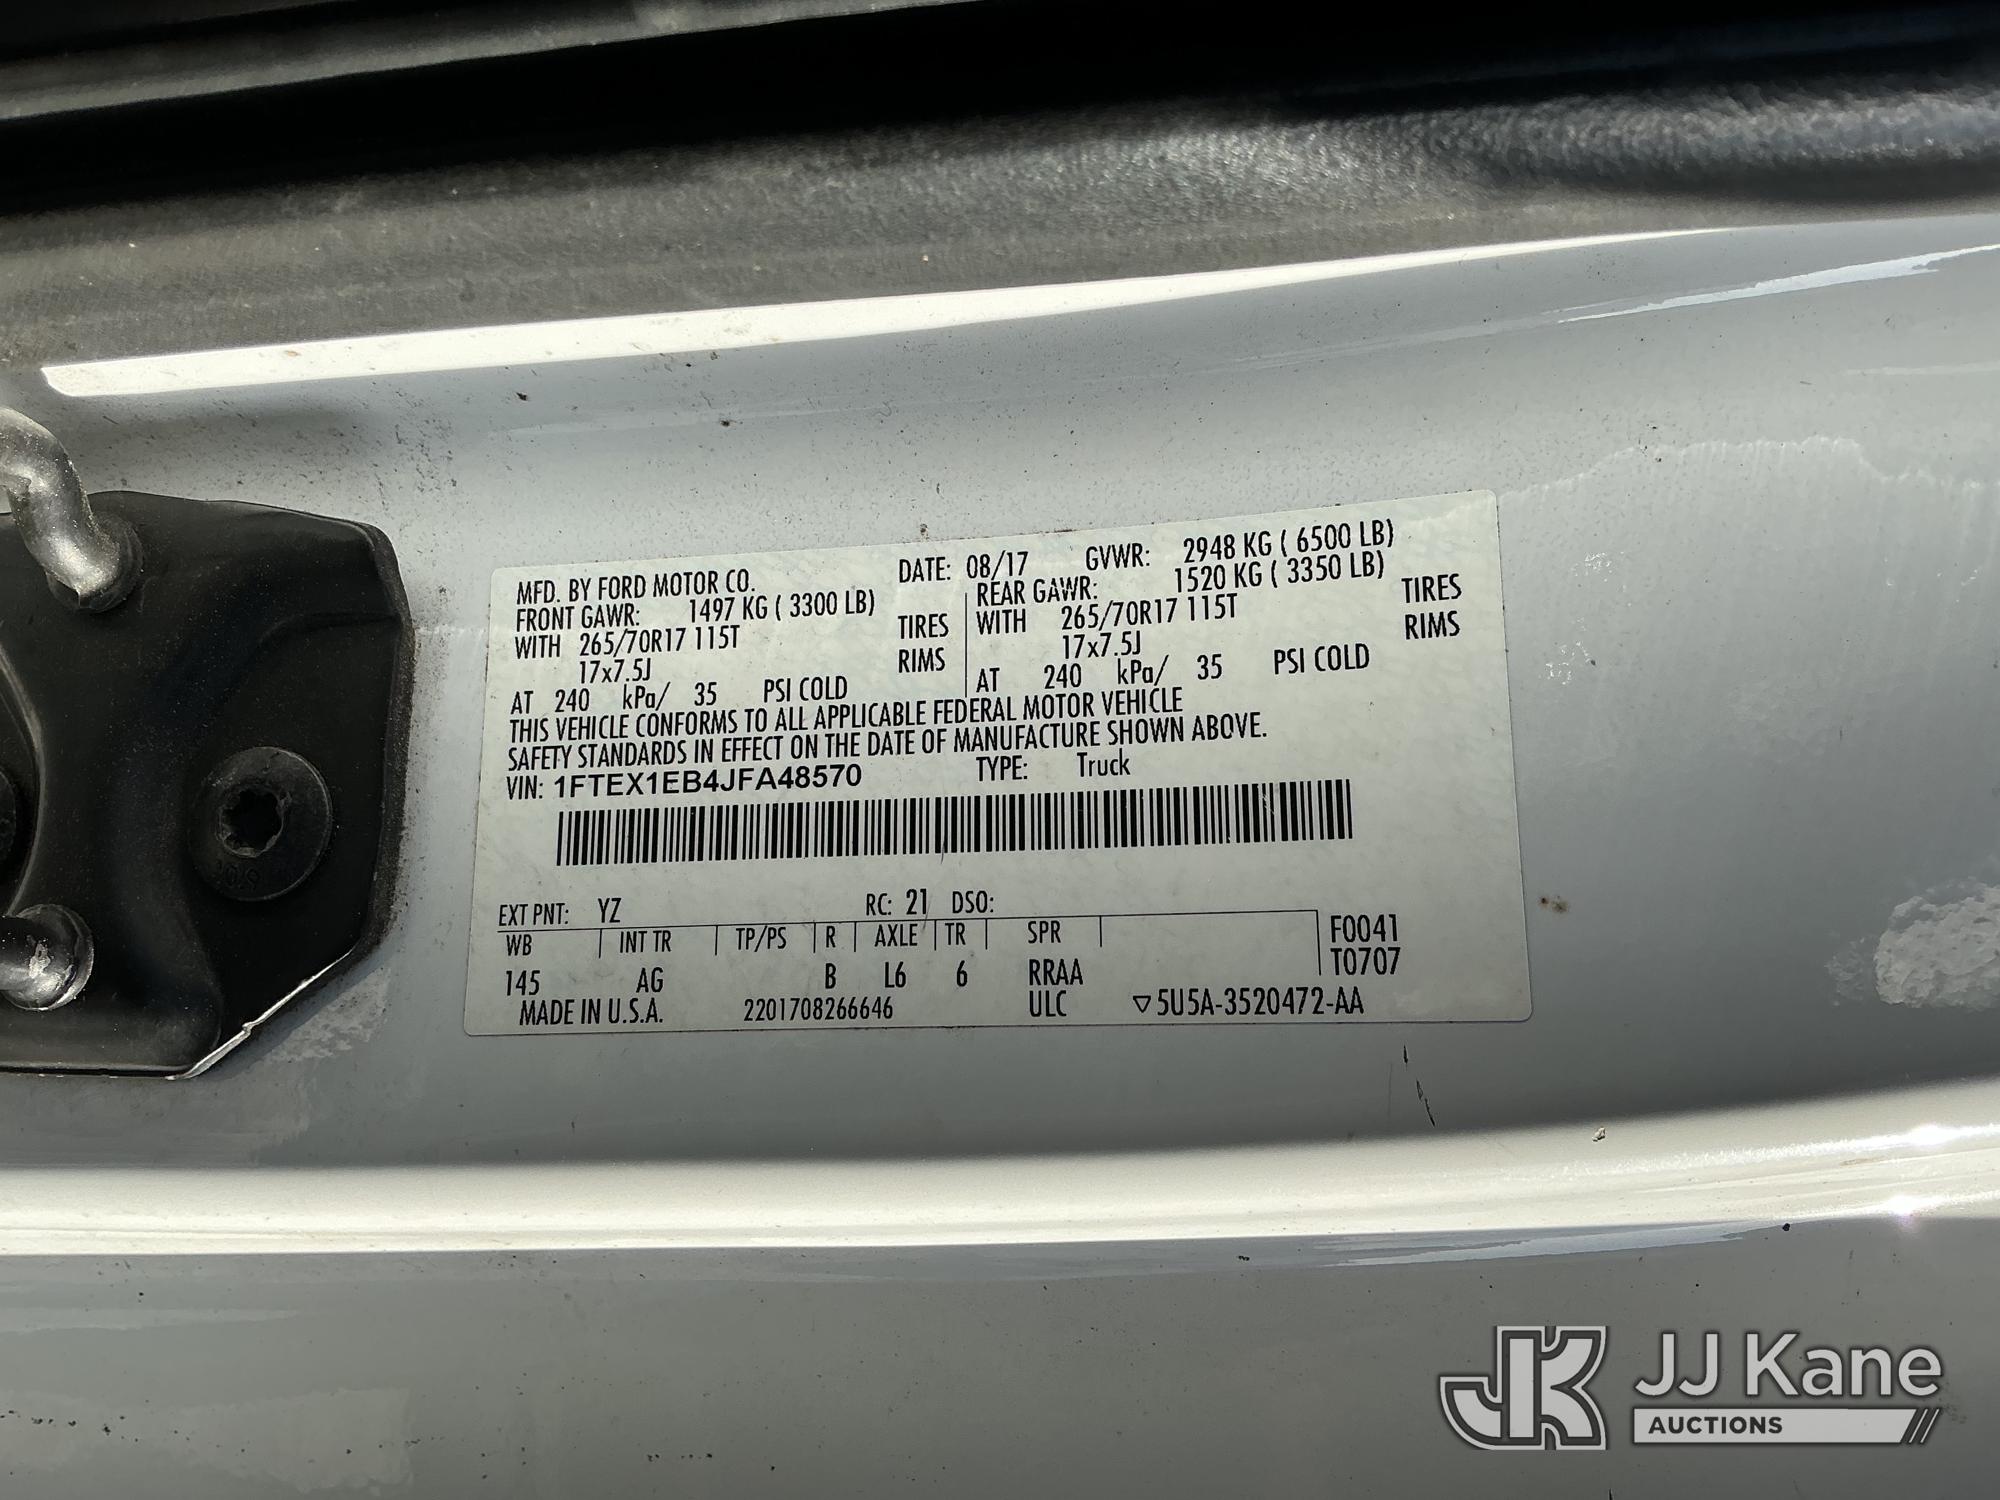 MFD. BY FORD MOTOR CO. DATE: 08/17 GVWR: 2948 KG ( 6500 LB)
FRONT GAWR: 1497 KG ( 3300 LB) REAR GAWR: 1520 KG ( 3350 LB)
WITH 265/70R17 115T TIRES WITH 265/70R17 115T TIRES
17x7.5J RIMS 17x7.5J RIMS
AT 240 kPa/ 35 PSI COLD AT 240 kPa/ 35 PSI COLD
THIS VEHICLE CONFORMS TO ALL APPLICABLE FEDERAL MOTOR VEHICLE
SAFETY STANDARDS IN EFFECT ON THE DATE OF MANUFACTURE SHOWN ABOVE.
VIN: 1FTEX1EB4JFA48570 TYPE: Truck
EXT PNT: YZ RC: 21 DSO:
WB INT TR TP/PS R AXLE TR SPR F0041
145 AG B L6 6 RRAA T0707
MADE IN U.S.A. 2201708266646 ULC ▽5U5A-3520472-AA
JK JJ Kane
AUCTIONS